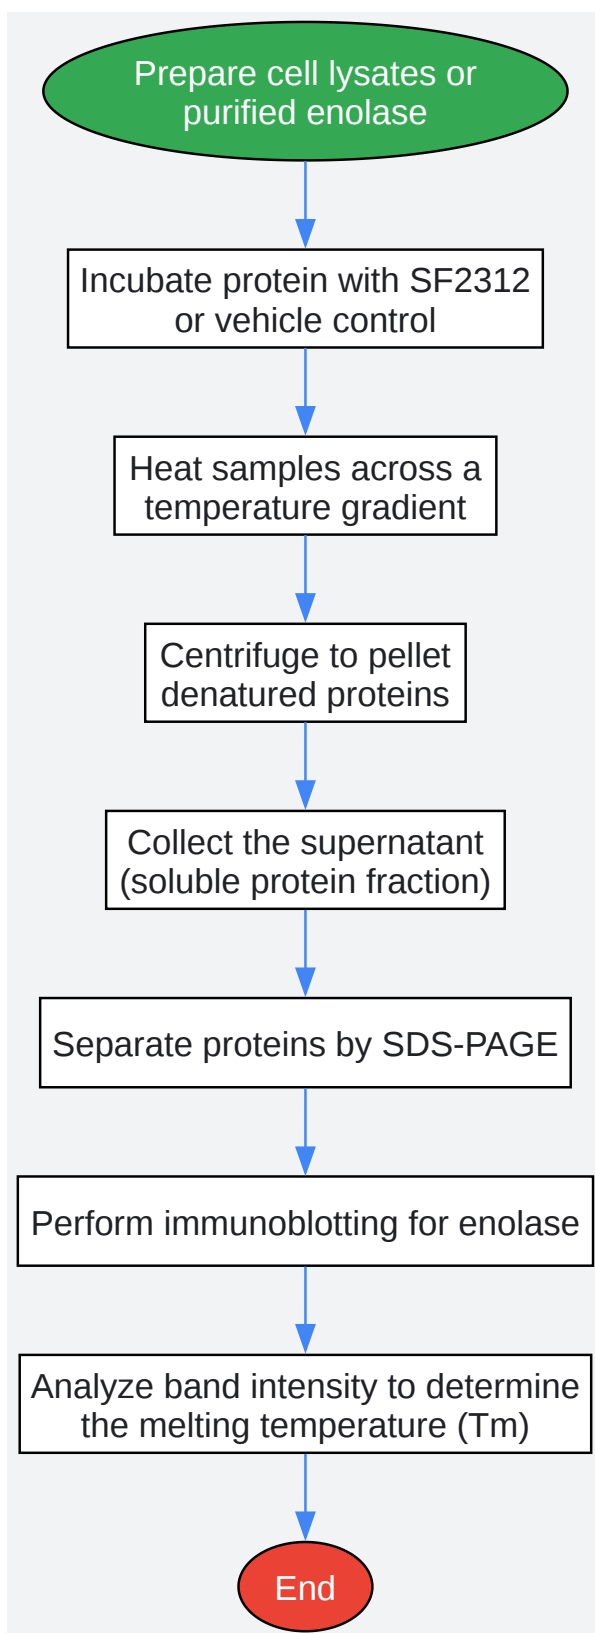 Prepare cell lysates or
purified enolase
Incubate protein with SF2312
or vehicle control
Heat samples across a
temperature gradient
Centrifuge to pellet
denatured proteins
Collect the supernatant
(soluble protein fraction)
Separate proteins by SDS-PAGE
Perform immunoblotting for enolase
Analyze band intensity to determine
the melting temperature (Tm)
End